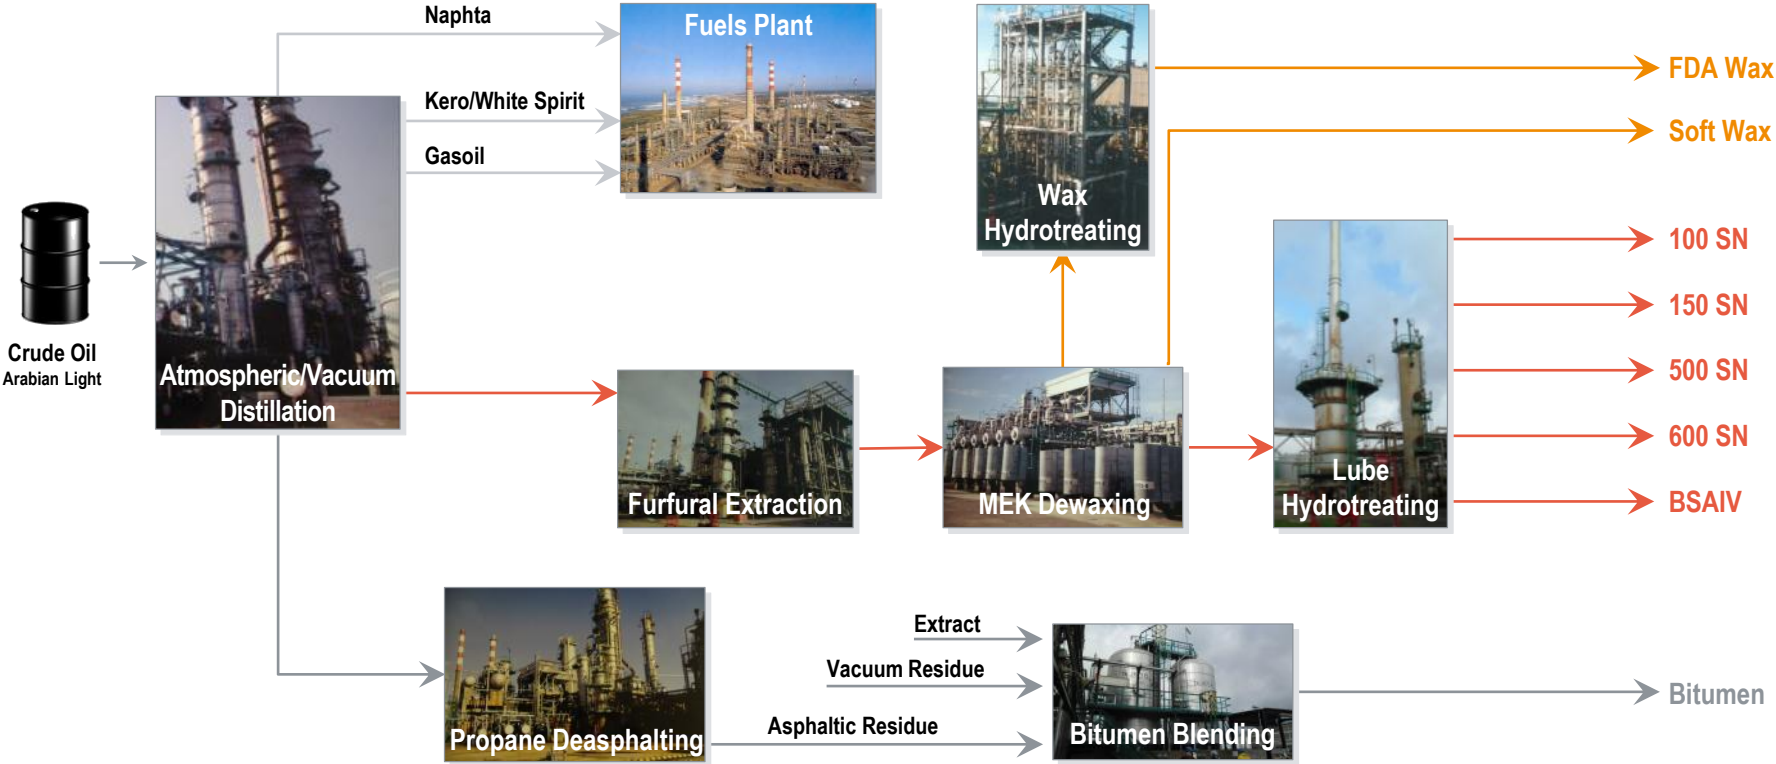 Naphta
Fuels Plant
Kero/White Spirit
Gasoil
Crude Oil
Arabian Light
Atmospheric/Vacuum
Distillation
Wax
Hydrotreating
FDA Wax
Soft Wax
100 SN
150 SN
500 SN
600 SN
BSAIV
Furfural Extraction
MEK Dewaxing
Lube
Hydrotreating
Propane Deasphalting
Extract
Vacuum Residue
Asphaltic Residue
Bitumen Blending
Bitumen